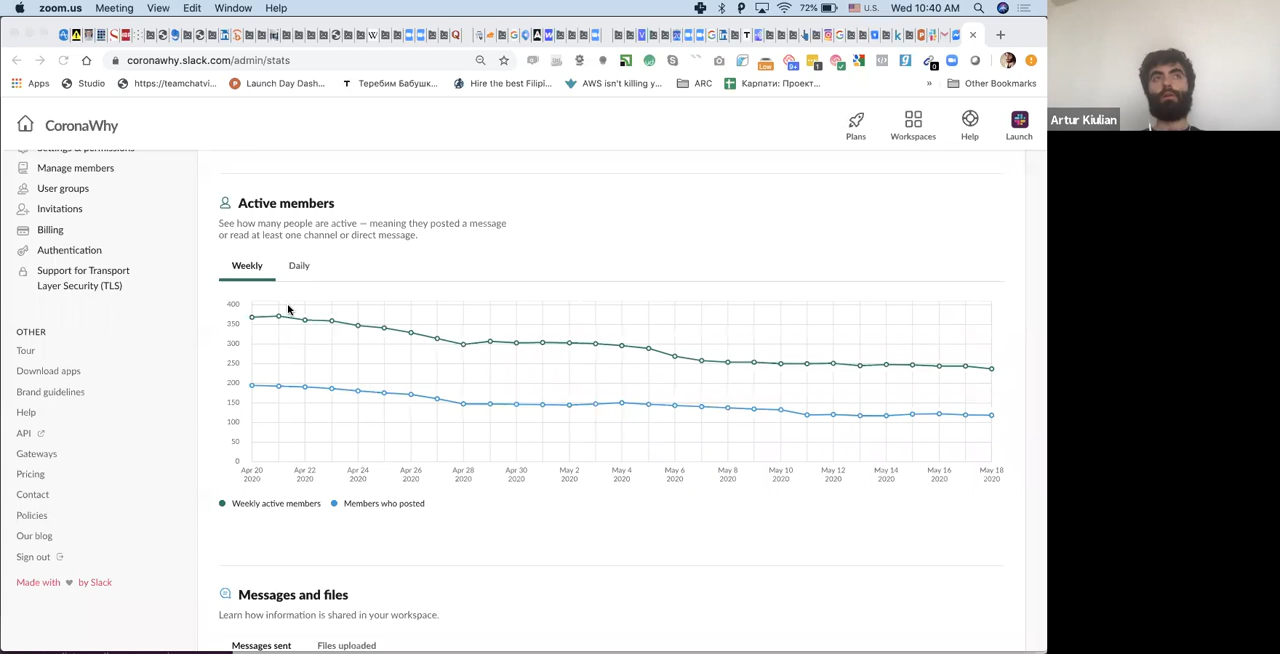 zoom.us Meeting View Edit Window Help 72% U.S. Wed 10:40 AM
coronawhy.slack.com/admin/stats
Apps Studio https://teamchatvi... Launch Day Dash... Теребим Бабушк... Hire the best Filipi... AWS isn't killing y... ARC Карпати: Проект... » Other Bookmarks
CoronaWhy
Plans Workspaces Help Launch
Artur Kiulian
Settings & permissions
Manage members
User groups
Invitations
Billing
Authentication
Support for Transport
Layer Security (TLS)
OTHER
Tour
Download apps
Brand guidelines
Help
API
Gateways
Pricing
Contact
Policies
Our blog
Sign out
Made with ♥ by Slack
Active members
See how many people are active — meaning they posted a message
or read at least one channel or direct message.
Weekly Daily
400
350
300
250
200
150
100
50
0
Apr 20 Apr 22 Apr 24 Apr 26 Apr 28 Apr 30 May 2 May 4 May 6 May 8 May 10 May 12 May 14 May 16 May 18
2020 2020 2020 2020 2020 2020 2020 2020 2020 2020 2020 2020 2020 2020 2020
Weekly active members Members who posted
Messages and files
Learn how information is shared in your workspace.
Messages sent Files uploaded